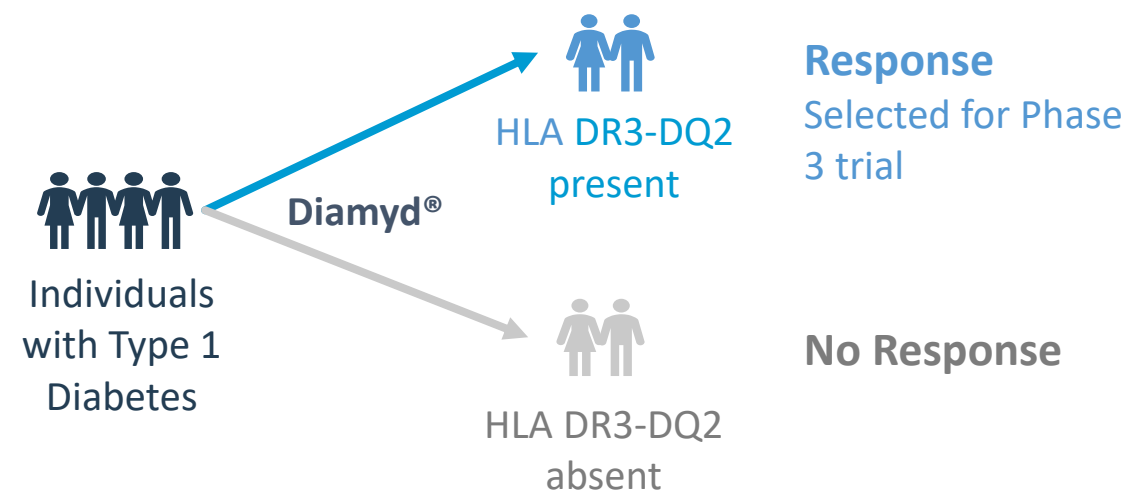 Response
Selected for Phase
3 trial
HLA DR3-DQ2
present
Diamyd®
Individuals
with Type 1
Diabetes
No Response
HLA DR3-DQ2
absent